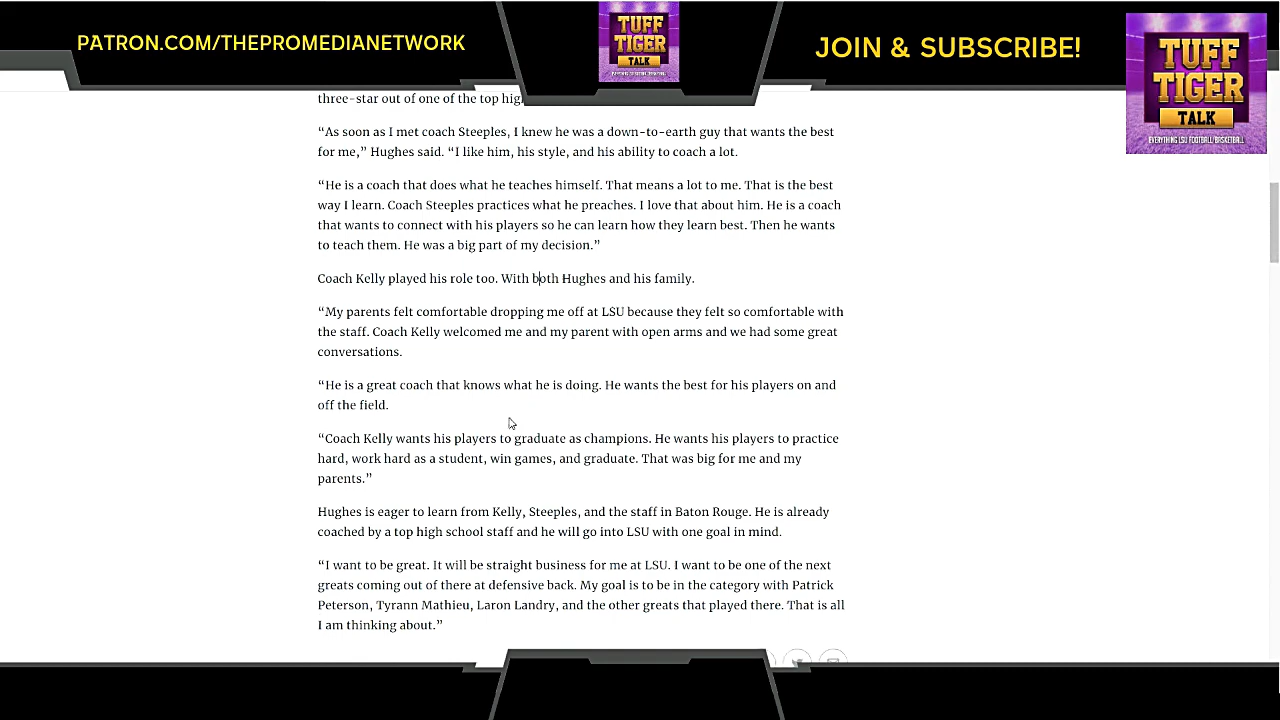 PATRON.COM/THEPROMEDIANETWORK
TUFF
TIGER
TALK
JOIN & SUBSCRIBE!
TUFF
TIGER
TALK
EVERYTHING LSU FOOTBALL/BASKETBALL
three-star out of one of the top
“As soon as I met coach Steeples, I knew he was a down-to-earth guy that wants the best
for me,” Hughes said. “I like him, his style, and his ability to coach a lot.
“He is a coach that does what he teaches himself. That means a lot to me. That is the best
way I learn. Coach Steeples practices what he preaches. I love that about him. He is a coach
that wants to connect with his players so he can learn how they learn best. Then he wants
to teach them. He was a big part of my decision.”
Coach Kelly played his role too. With both Hughes and his family.
“My parents felt comfortable dropping me off at LSU because they felt so comfortable with
the staff. Coach Kelly welcomed me and my parent with open arms and we had some great
conversations.
“He is a great coach that knows what he is doing. He wants the best for his players on and
off the field.
“Coach Kelly wants his players to graduate as champions. He wants his players to practice
hard, work hard as a student, win games, and graduate. That was big for me and my
parents.”
Hughes is eager to learn from Kelly, Steeples, and the staff in Baton Rouge. He is already
coached by a top high school staff and he will go into LSU with one goal in mind.
“I want to be great. It will be straight business for me at LSU. I want to be one of the next
greats coming out of there at defensive back. My goal is to be in the category with Patrick
Peterson, Tyrann Mathieu, Laron Landry, and the other greats that played there. That is all
I am thinking about.”